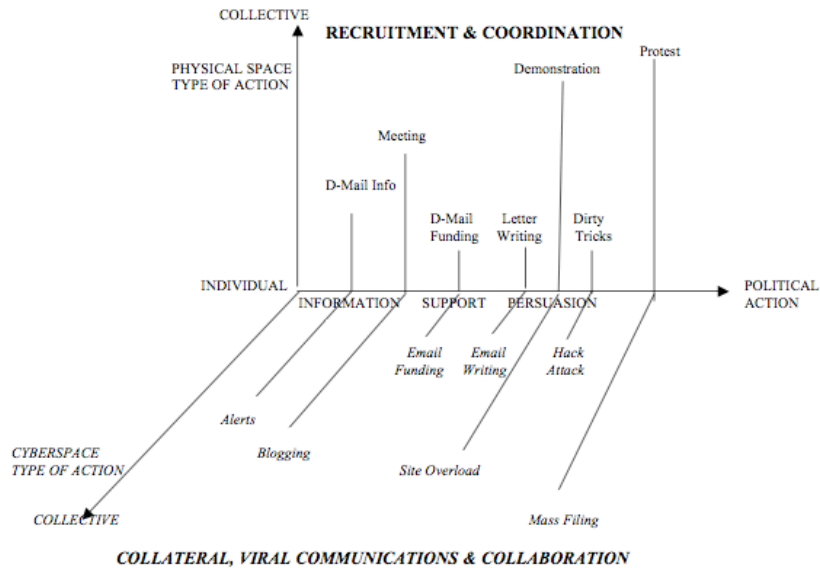 COLLECTIVE
RECRUITMENT & COORDINATION
Protest
PHYSICAL SPACE
TYPE OF ACTION
Demonstration
Meeting
D-Mail Info
D-Mail
Funding
Letter
Writing
Dirty
Tricks
INDIVIDUAL
INFORMATION
SUPPORT
PERSUASION
POLITICAL
ACTION
Email
Funding
Email
Writing
Hack
Attack
Alerts
Blogging
CYBERSPACE
TYPE OF ACTION
Site Overload
COLLECTIVE
Mass Filing
COLLATERAL, VIRAL COMMUNICATIONS & COLLABORATION